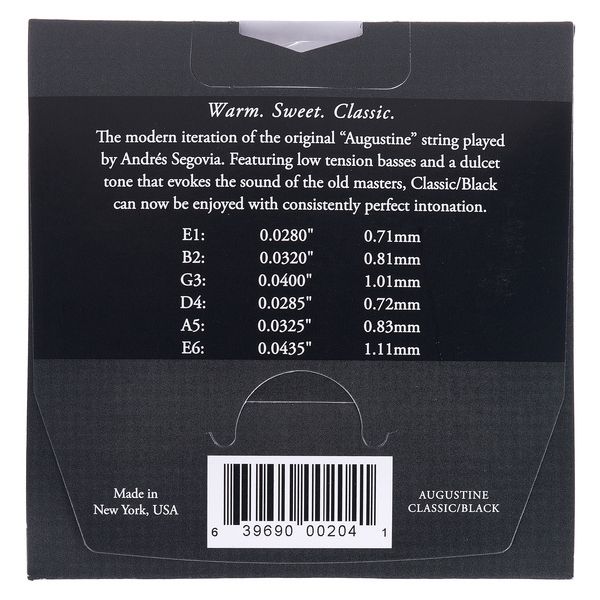 Warm. Sweet. Classic.
The modern iteration of the original “Augustine” string played
by Andrés Segovia. Featuring low tension basses and a dulcet
tone that evokes the sound of the old masters, Classic/Black
can now be enjoyed with consistently perfect intonation.
E1: 0.0280" 0.71mm
B2: 0.0320" 0.81mm
G3: 0.0400" 1.01mm
D4: 0.0285" 0.72mm
A5: 0.0325" 0.83mm
E6: 0.0435" 1.11mm
Made in
New York, USA
6 39690 00204 1
AUGUSTINE
CLASSIC/BLACK